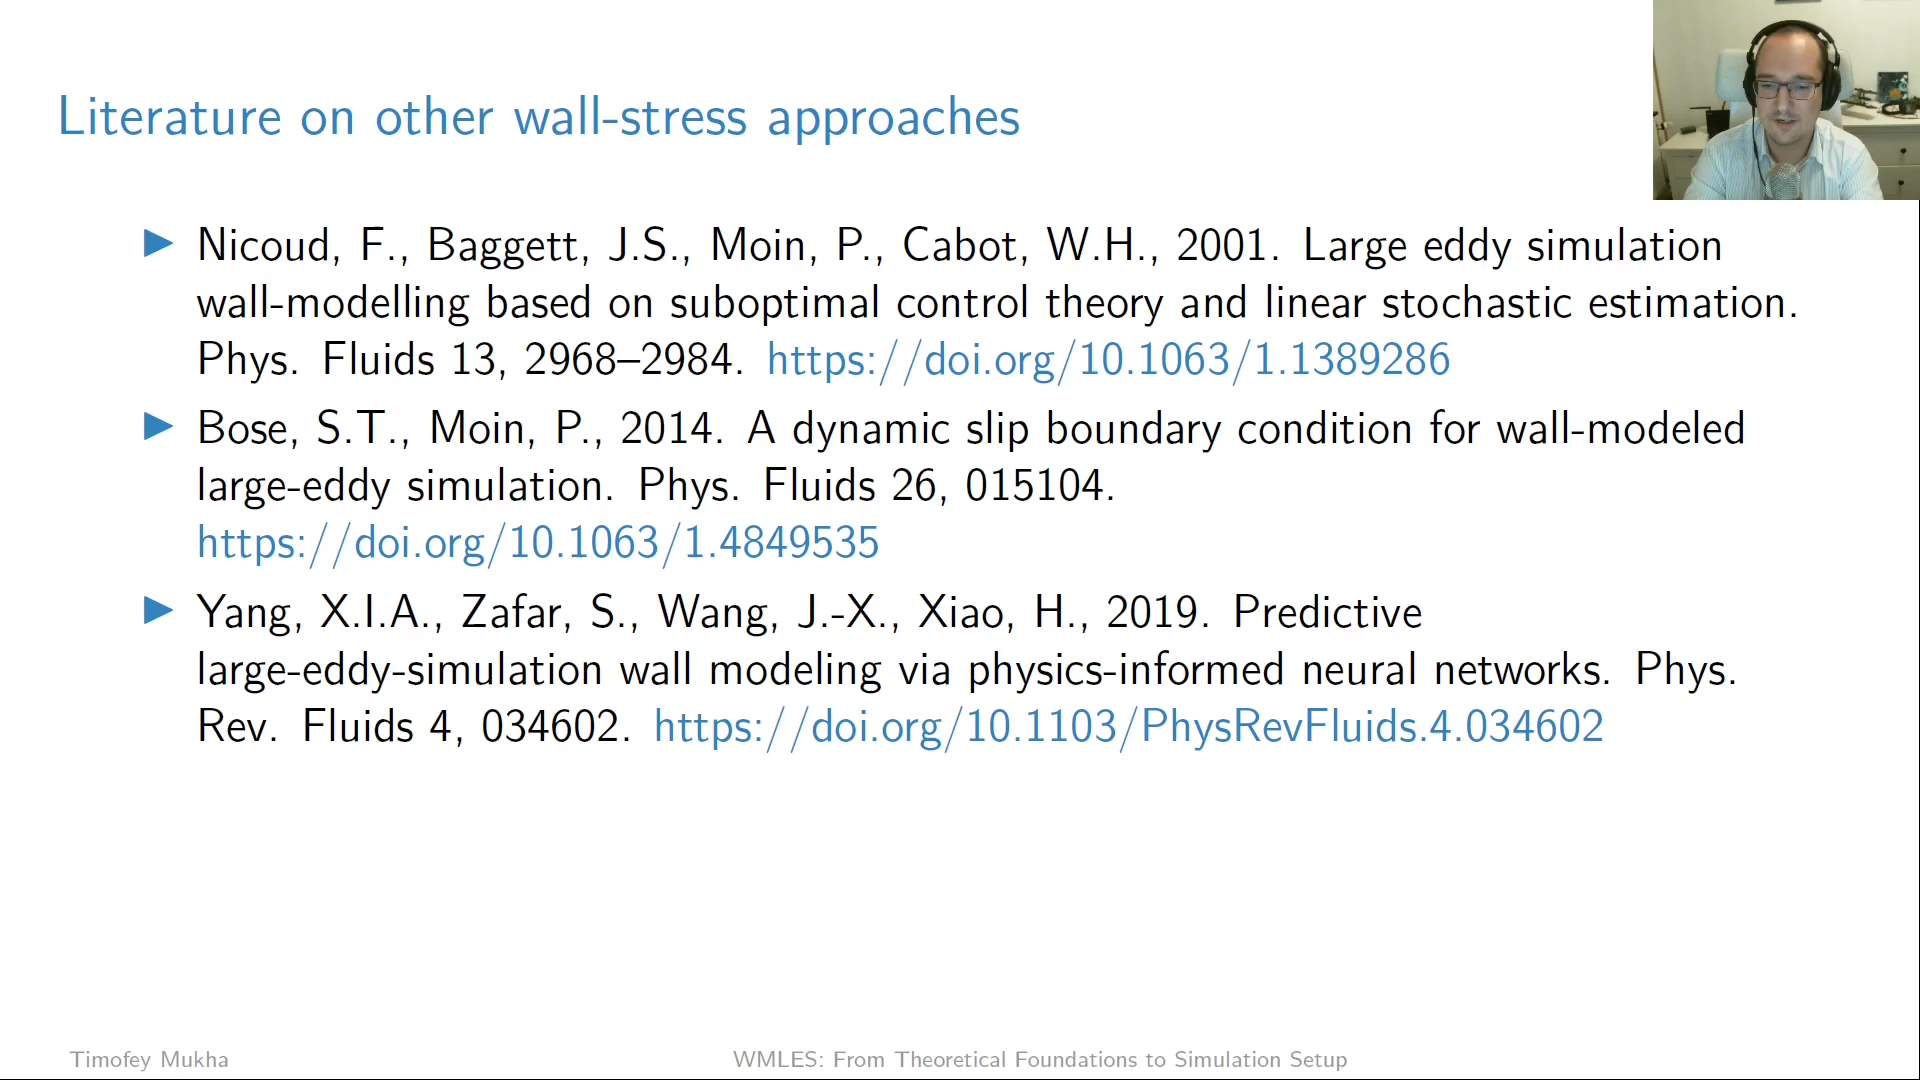 Literature on other wall-stress approaches
Nicoud, F., Baggett, J.S., Moin, P., Cabot, W.H., 2001. Large eddy simulation
wall-modelling based on suboptimal control theory and linear stochastic estimation.
Phys. Fluids 13, 2968–2984. https://doi.org/10.1063/1.1389286
Bose, S.T., Moin, P., 2014. A dynamic slip boundary condition for wall-modeled
large-eddy simulation. Phys. Fluids 26, 015104.
https://doi.org/10.1063/1.4849535
Yang, X.I.A., Zafar, S., Wang, J.-X., Xiao, H., 2019. Predictive
large-eddy-simulation wall modeling via physics-informed neural networks. Phys.
Rev. Fluids 4, 034602. https://doi.org/10.1103/PhysRevFluids.4.034602
Timofey Mukha
WMLES: From Theoretical Foundations to Simulation Setup